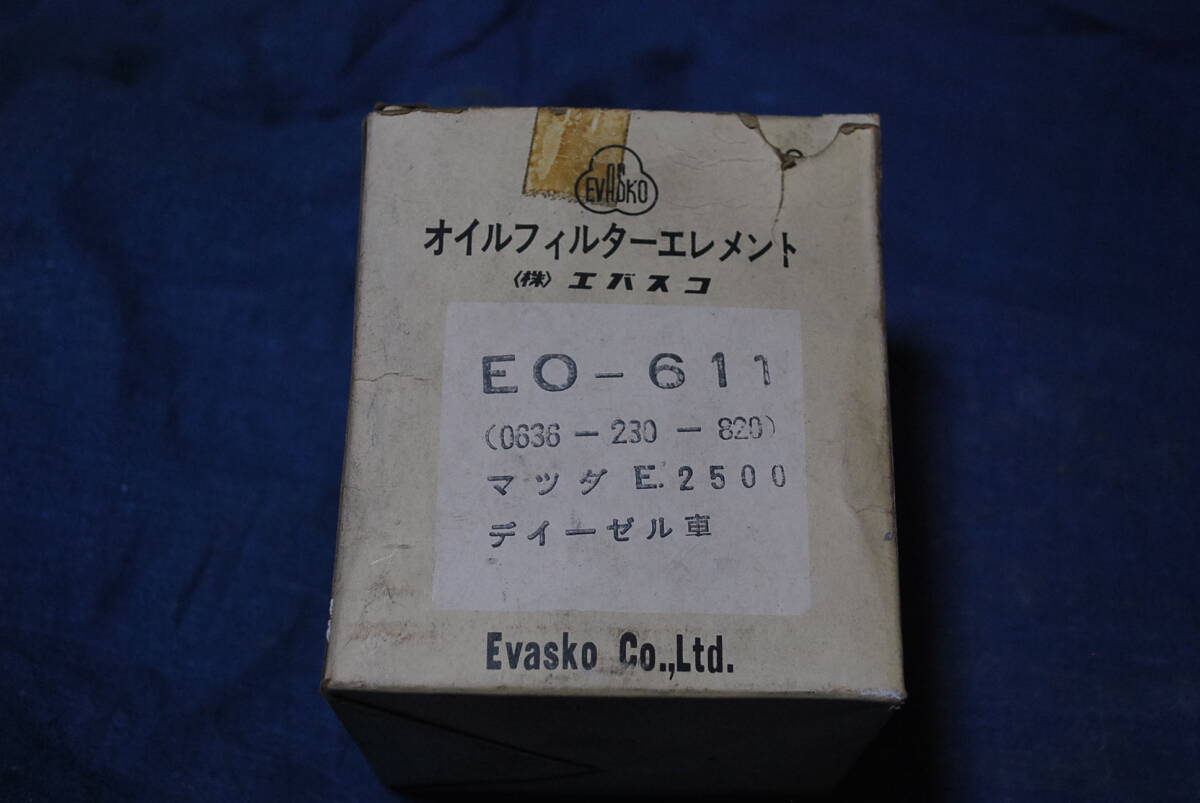 EVASKO
オイルフィルターエレメント
〈株〉エバスコ
EO-611
(0636-230-820)
マツダ E.2500
デイーゼル車
Evasko Co.,Ltd.